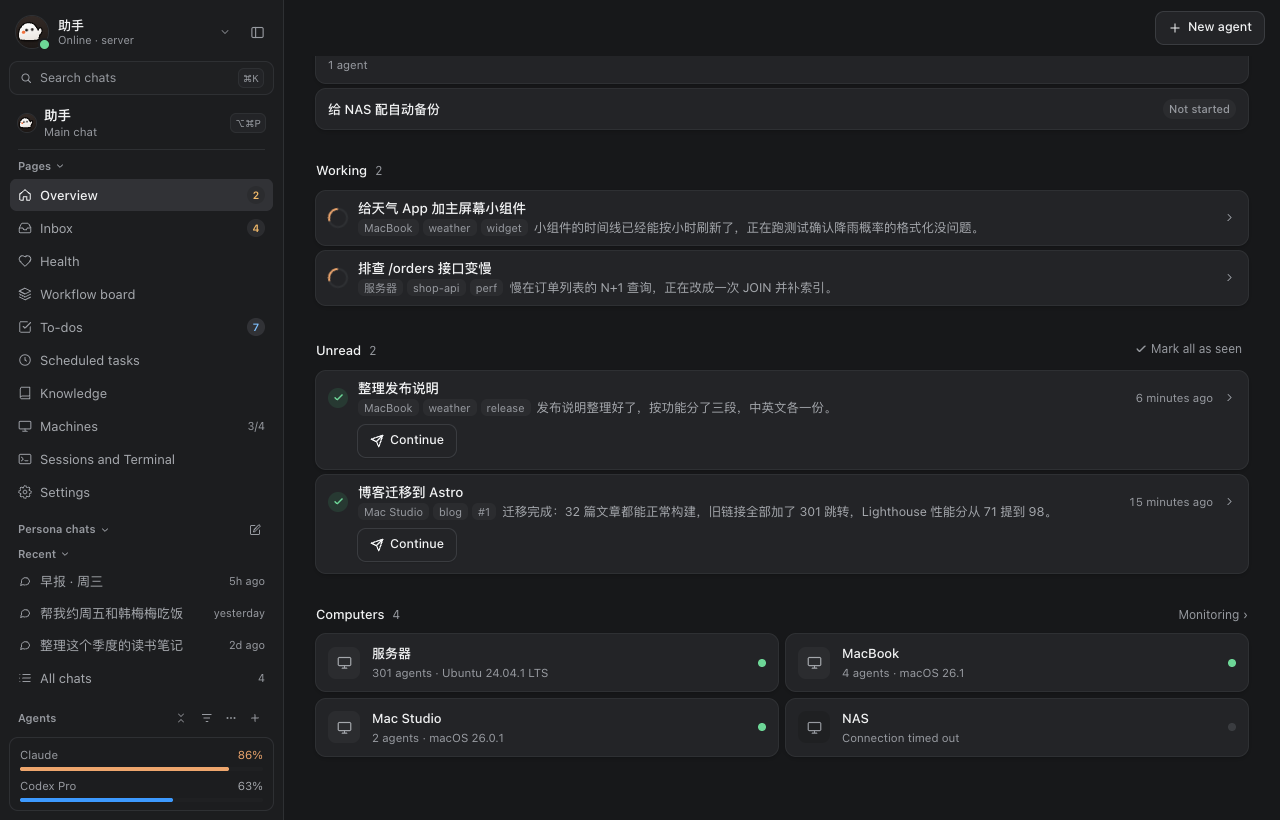 助手
Online · server
Search chats
⌘K
助手
Main chat
⌥⌘P
Pages
Overview
2
Inbox
4
Health
Workflow board
To-dos
7
Scheduled tasks
Knowledge
Machines
3/4
Sessions and Terminal
Settings
Persona chats
Recent
早报 · 周三
5h ago
帮我约周五和韩梅梅吃饭
yesterday
整理这个季度的读书笔记
2d ago
All chats
4
Agents
Claude
86%
Codex Pro
63%
New agent
1 agent
给 NAS 配自动备份
Not started
Working 2
给天气 App 加主屏幕小组件
MacBook weather widget 小组件的时间线已经能按小时刷新了，正在跑测试确认降雨概率的格式化没问题。
排查 /orders 接口变慢
服务器 shop-api perf 慢在订单列表的 N+1 查询，正在改成一次 JOIN 并补索引。
Unread 2
Mark all as seen
整理发布说明
MacBook weather release 发布说明整理好了，按功能分了三段，中英文各一份。
6 minutes ago
Continue
博客迁移到 Astro
Mac Studio blog #1 迁移完成：32 篇文章都能正常构建，旧链接全部加了 301 跳转，Lighthouse 性能分从 71 提到 98。
15 minutes ago
Continue
Computers 4
Monitoring ›
服务器
301 agents · Ubuntu 24.04.1 LTS
MacBook
4 agents · macOS 26.1
Mac Studio
2 agents · macOS 26.0.1
NAS
Connection timed out